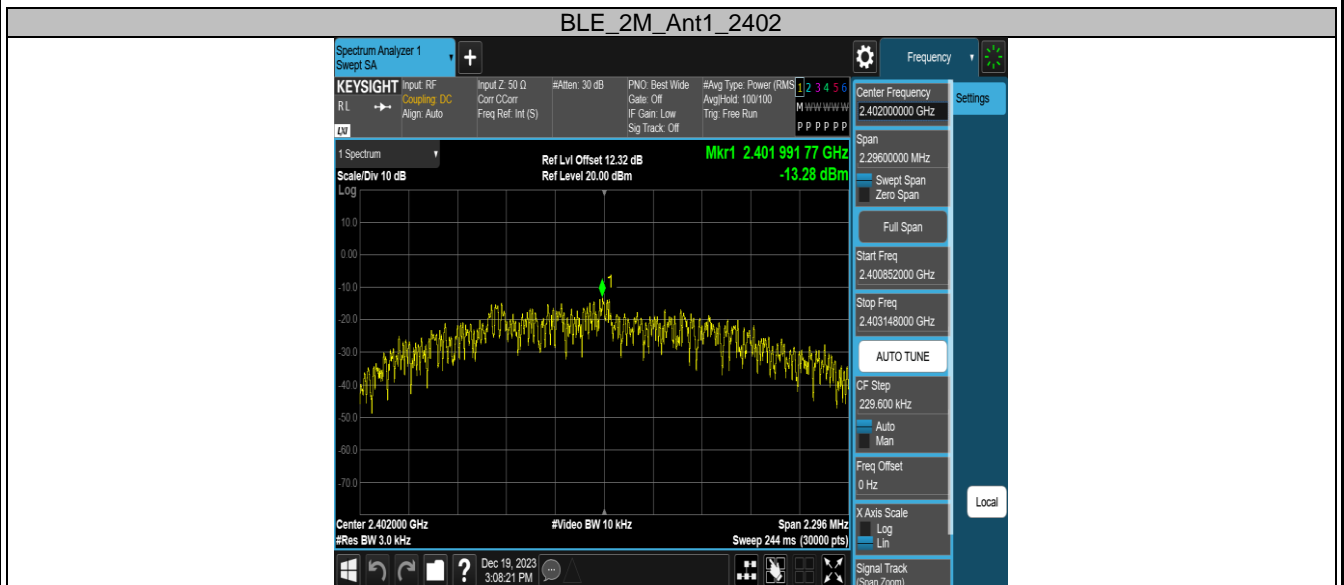 BLE_2M_Ant1_2402
Spectrum Analyzer 1
Swept SA
+
Frequency
KEYSIGHT
RL
LXI
Input: RF
Coupling: DC
Align: Auto
Input Z: 50 Ω
Corr CCorr
Freq Ref: Int (S)
#Atten: 30 dB
PNO: Best Wide
Gate: Off
IF Gain: Low
Sig Track: Off
#Avg Type: Power (RMS
Avg|Hold: 100/100
Trig: Free Run
1 2 3 4 5 6
M W W W W W
P P P P P P
1 Spectrum
Scale/Div 10 dB
Ref Lvl Offset 12.32 dB
Ref Level 20.00 dBm
Mkr1 2.401 991 77 GHz
-13.28 dBm
Log
10.0
0.00
-10.0
-20.0
-30.0
-40.0
-50.0
-60.0
-70.0
1
Center 2.402000 GHz
#Res BW 3.0 kHz
#Video BW 10 kHz
Span 2.296 MHz
Sweep 244 ms (30000 pts)
Center Frequency
2.402000000 GHz
Settings
Span
2.29600000 MHz
Swept Span
Zero Span
Full Span
Start Freq
2.400852000 GHz
Stop Freq
2.403148000 GHz
AUTO TUNE
CF Step
229.600 kHz
Auto
Man
Freq Offset
0 Hz
X Axis Scale
Log
Lin
Local
Signal Track
(Span Zoom)
?
Dec 19, 2023
3:08:21 PM